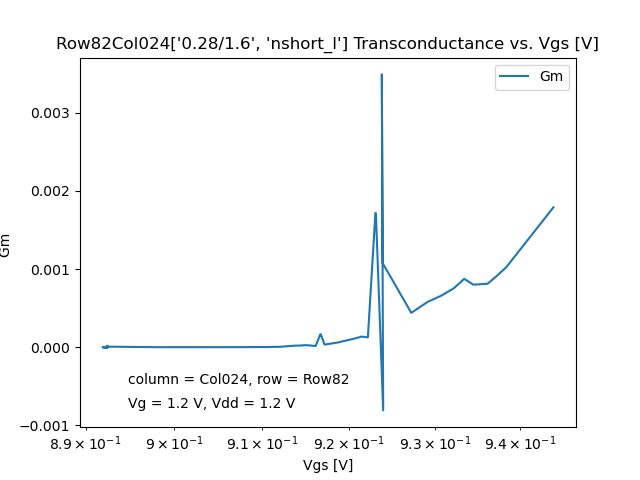 Row82Col024['0.28/1.6', 'nshort_l'] Transconductance vs. Vgs [V]
Gm
0.003
0.002
0.001
0.000
−0.001
Gm
column = Col024, row = Row82
Vg = 1.2 V, Vdd = 1.2 V
8.9 × 10⁻¹ 9 × 10⁻¹ 9.1 × 10⁻¹ 9.2 × 10⁻¹ 9.3 × 10⁻¹ 9.4 × 10⁻¹
Vgs [V]